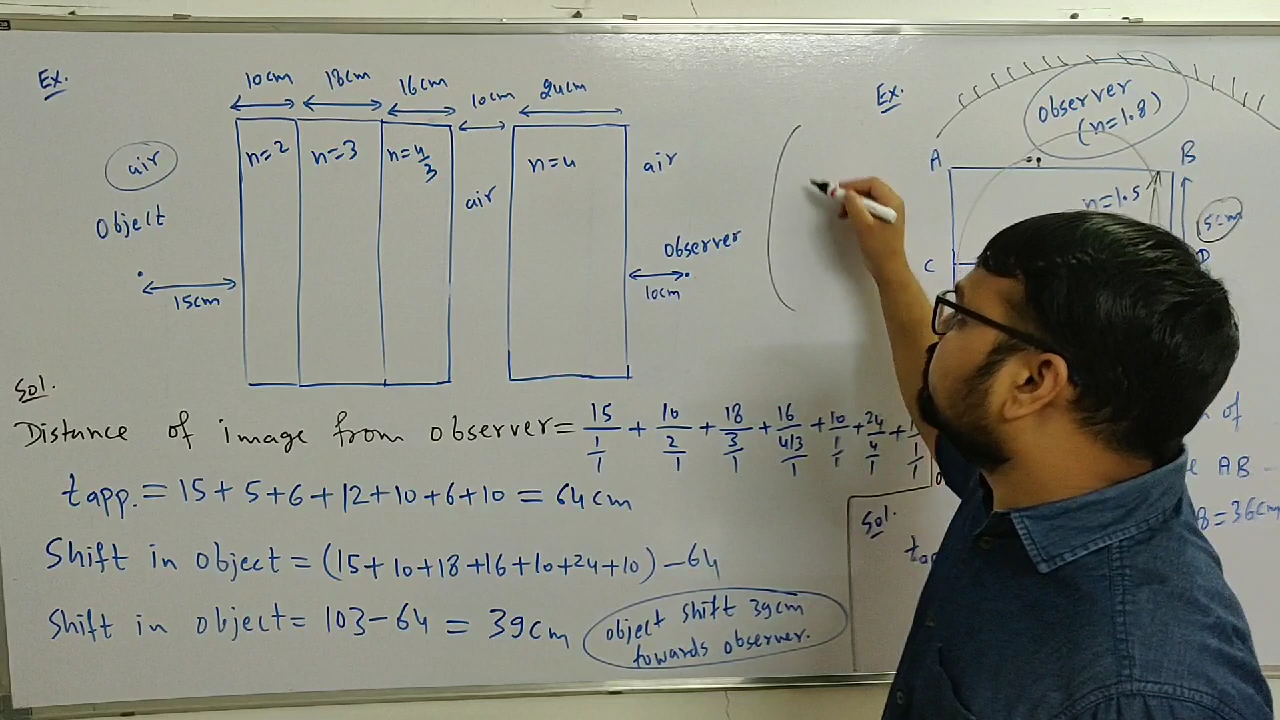 Ex.
10cm 18cm 16cm 10cm 24cm
air n=2 n=3 n=4/3 air n=4 air
object
observer
15cm 10cm
Sol.
Distance of image from observer = 15/(1/1) + 10/(2/1) + 18/(3/1) + 16/((4/3)/1) + 10/(1/1) + 24/(4/1) +
tapp. = 15+5+6+12+10+6+10 = 64cm
Shift in object = (15+10+18+16+10+24+10) - 64
Shift in object = 103-64 = 39cm
object shift 39cm
towards observer.
Ex.
observer
(n=1.8)
A B
n=1.5
5cm
C D
of
AB
8=36cm
Sol.